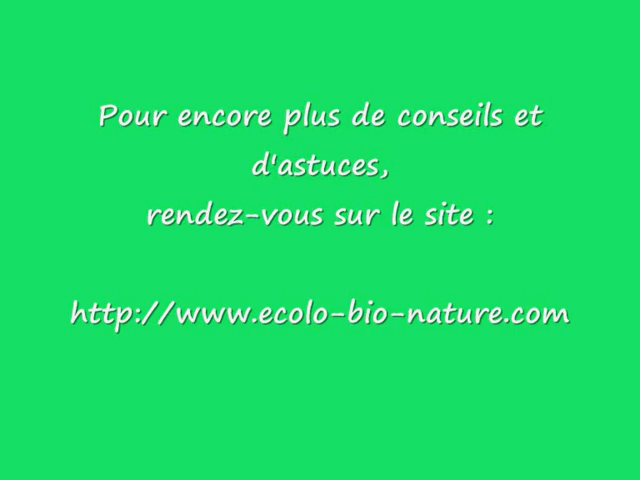 Pour encore plus de conseils et
d'astuces,
rendez-vous sur le site :
http://www.ecolo-bio-nature.com